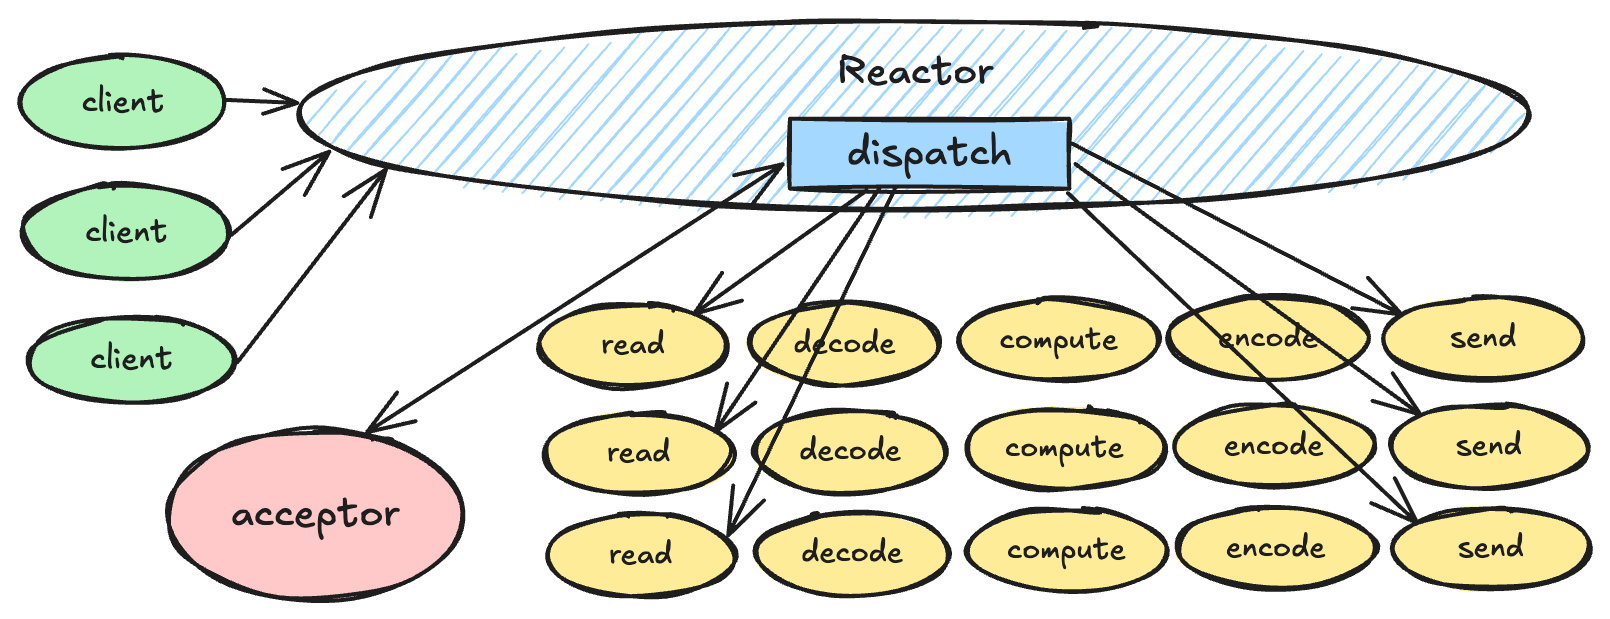 Reactor
dispatch
client
client
client
acceptor
read
decode
compute
encode
send
read
decode
compute
encode
send
read
decode
compute
encode
send